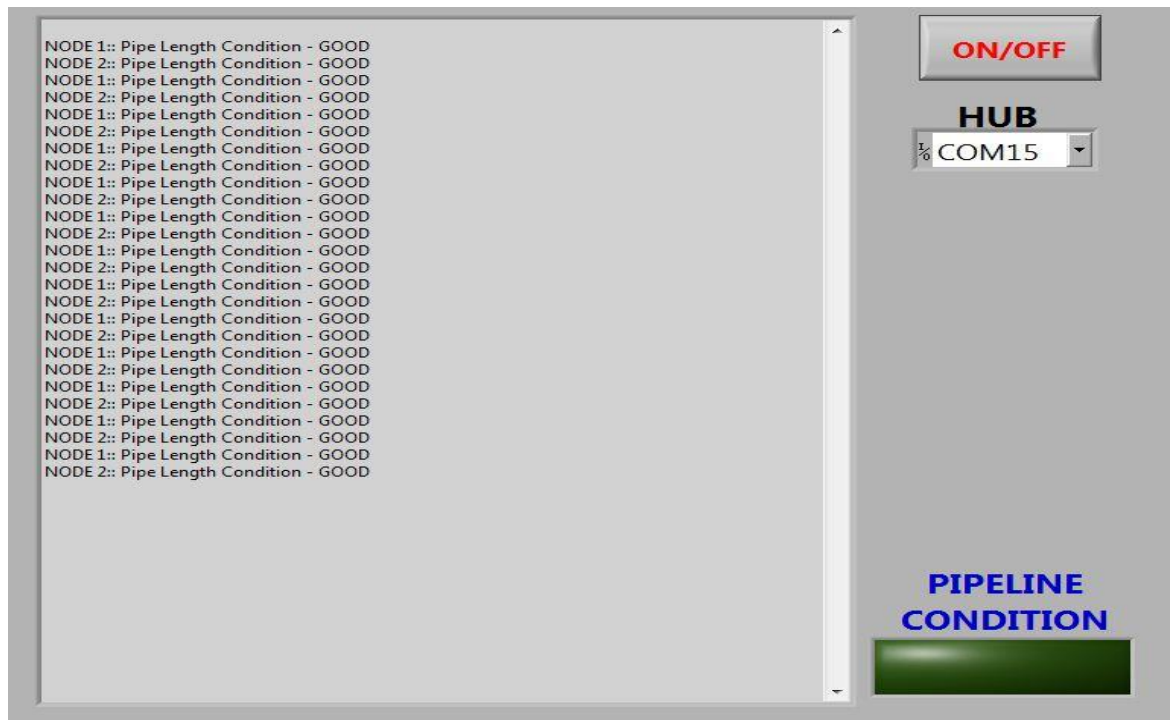 NODE 1:: Pipe Length Condition - GOOD
NODE 2:: Pipe Length Condition - GOOD
NODE 1:: Pipe Length Condition - GOOD
NODE 2:: Pipe Length Condition - GOOD
NODE 1:: Pipe Length Condition - GOOD
NODE 2:: Pipe Length Condition - GOOD
NODE 1:: Pipe Length Condition - GOOD
NODE 2:: Pipe Length Condition - GOOD
NODE 1:: Pipe Length Condition - GOOD
NODE 2:: Pipe Length Condition - GOOD
NODE 1:: Pipe Length Condition - GOOD
NODE 2:: Pipe Length Condition - GOOD
NODE 1:: Pipe Length Condition - GOOD
NODE 2:: Pipe Length Condition - GOOD
NODE 1:: Pipe Length Condition - GOOD
NODE 2:: Pipe Length Condition - GOOD
NODE 1:: Pipe Length Condition - GOOD
NODE 2:: Pipe Length Condition - GOOD
NODE 1:: Pipe Length Condition - GOOD
NODE 2:: Pipe Length Condition - GOOD
NODE 1:: Pipe Length Condition - GOOD
NODE 2:: Pipe Length Condition - GOOD
NODE 1:: Pipe Length Condition - GOOD
NODE 2:: Pipe Length Condition - GOOD
NODE 1:: Pipe Length Condition - GOOD
NODE 2:: Pipe Length Condition - GOOD
ON/OFF
HUB
I/O COM15
PIPELINE
CONDITION